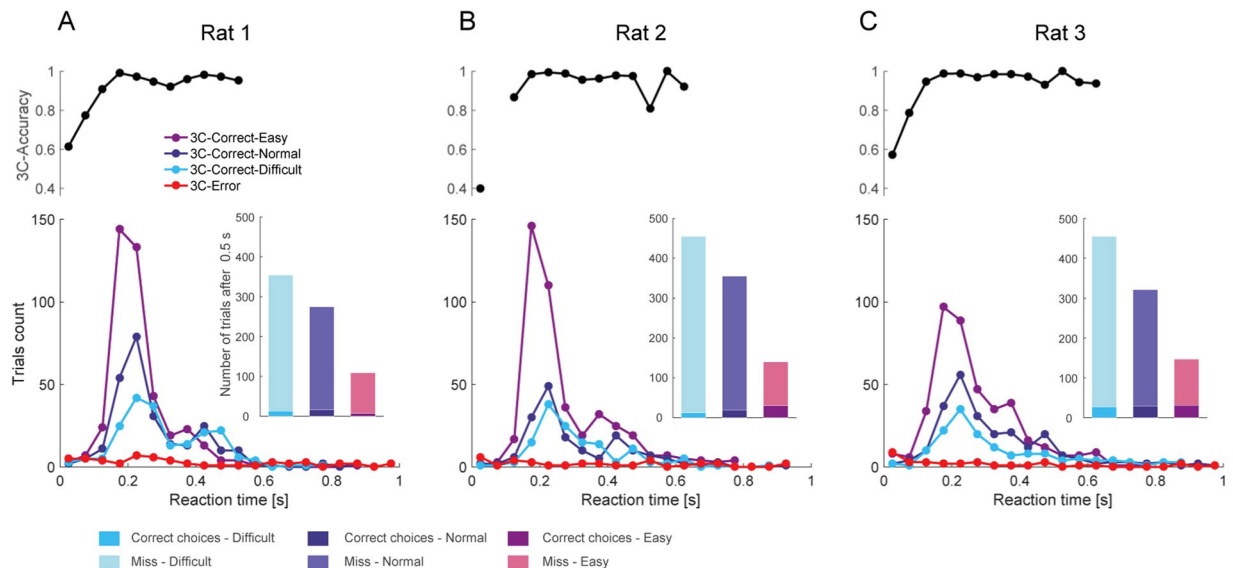 A
Rat 1
B
Rat 2
C
Rat 3
3C-Accuracy
1
0.8
0.6
0.4
1
0.8
0.6
0.4
1
0.8
0.6
0.4
3C-Correct-Easy
3C-Correct-Normal
3C-Correct-Difficult
3C-Error
Trials count
150
100
50
0
Number of trials after 0.5 s
500
400
300
200
100
0
0 0.2 0.4 0.6 0.8 1
Reaction time [s]
150
100
50
0
500
400
300
200
100
0
0 0.2 0.4 0.6 0.8 1
Reaction time [s]
150
100
50
0
500
400
300
200
100
0
0 0.2 0.4 0.6 0.8 1
Reaction time [s]
Correct choices - Difficult
Correct choices - Normal
Correct choices - Easy
Miss - Difficult
Miss - Normal
Miss - Easy